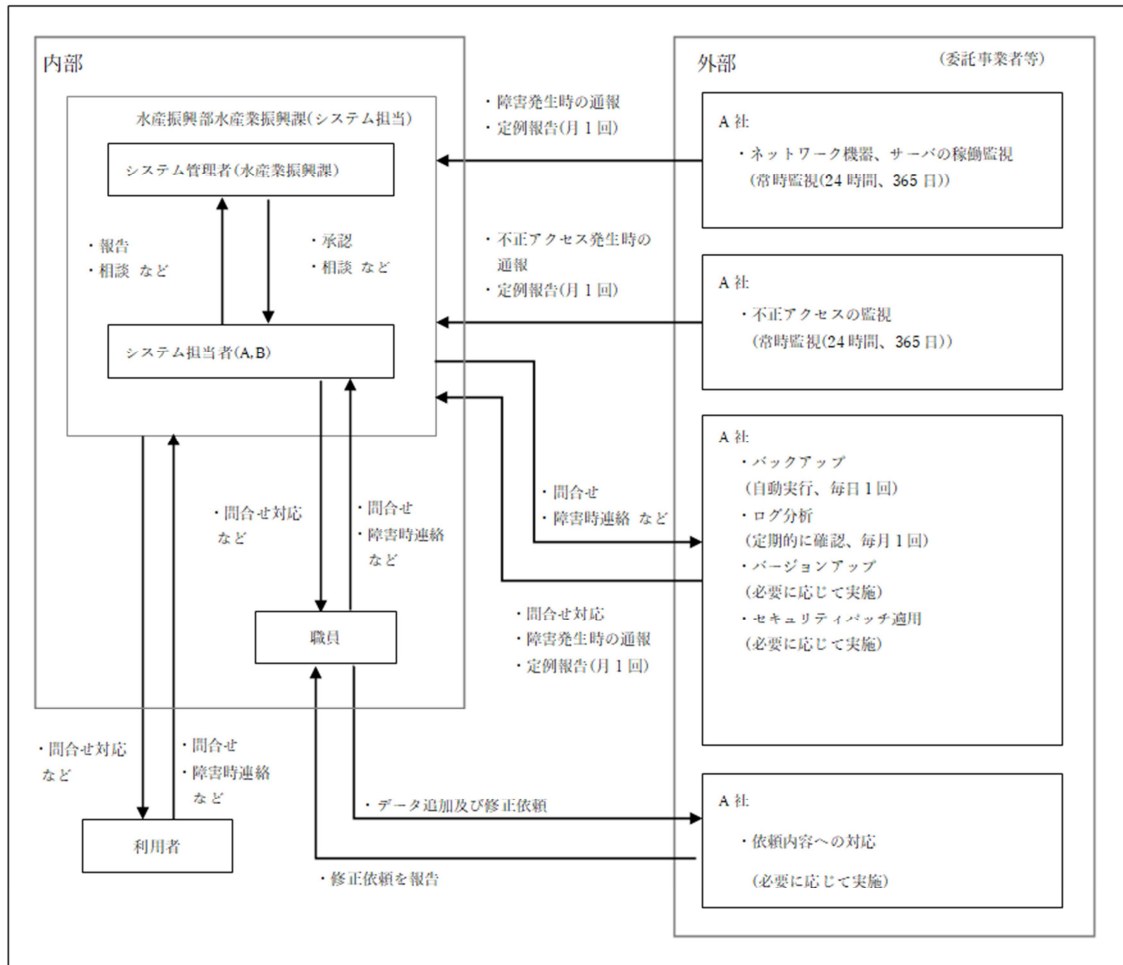 内部
水産振興部水産業振興課(システム担当)
システム管理者(水産業振興課)
・報告
・相談 など
・承認
・相談 など
システム担当者(A,B)
・問合せ対応
など
・問合せ
・障害時連絡
など
職員
・問合せ対応
など
・問合せ
・障害時連絡
など
利用者
・障害発生時の通報
・定例報告(月1回)
・不正アクセス発生時の
通報
・定例報告(月1回)
・問合せ
・障害時連絡 など
・問合せ対応
・障害発生時の通報
・定例報告(月1回)
・データ追加及び修正依頼
・修正依頼を報告
外部
(委託事業者等)
A社
・ネットワーク機器、サーバの稼働監視
(常時監視(24時間、365日))
A社
・不正アクセスの監視
(常時監視(24時間、365日))
A社
・バックアップ
(自動実行、毎日1回)
・ログ分析
(定期的に確認、毎月1回)
・バージョンアップ
(必要に応じて実施)
・セキュリティパッチ適用
(必要に応じて実施)
A社
・依頼内容への対応
(必要に応じて実施)